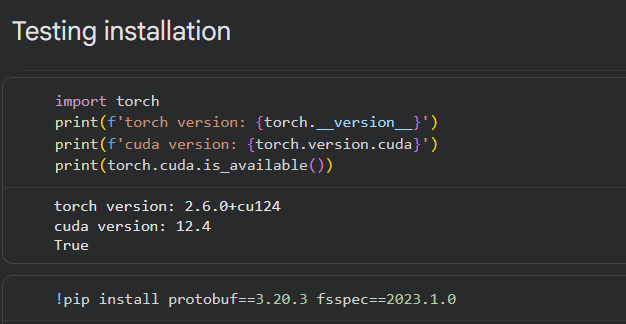 Testing installation
import torch
print(f'torch version: {torch.__version__}')
print(f'cuda version: {torch.version.cuda}')
print(torch.cuda.is_available())
torch version: 2.6.0+cu124
cuda version: 12.4
True
!pip install protobuf==3.20.3 fsspec==2023.1.0